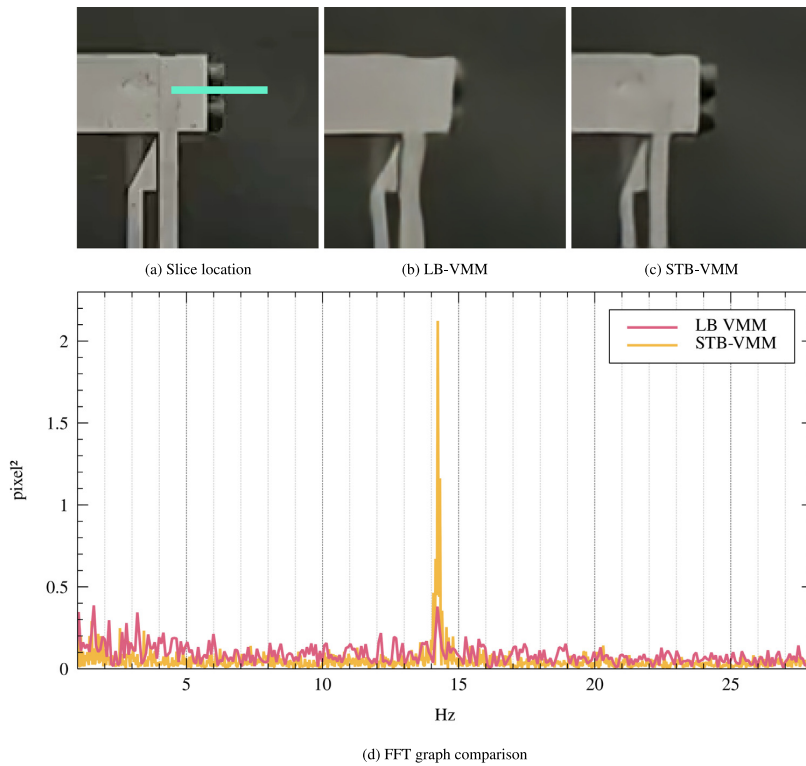 (a) Slice location
(b) LB-VMM
(c) STB-VMM
LB VMM
STB-VMM
2
1.5
1
0.5
0
pixel²
5
10
15
20
25
Hz
(d) FFT graph comparison